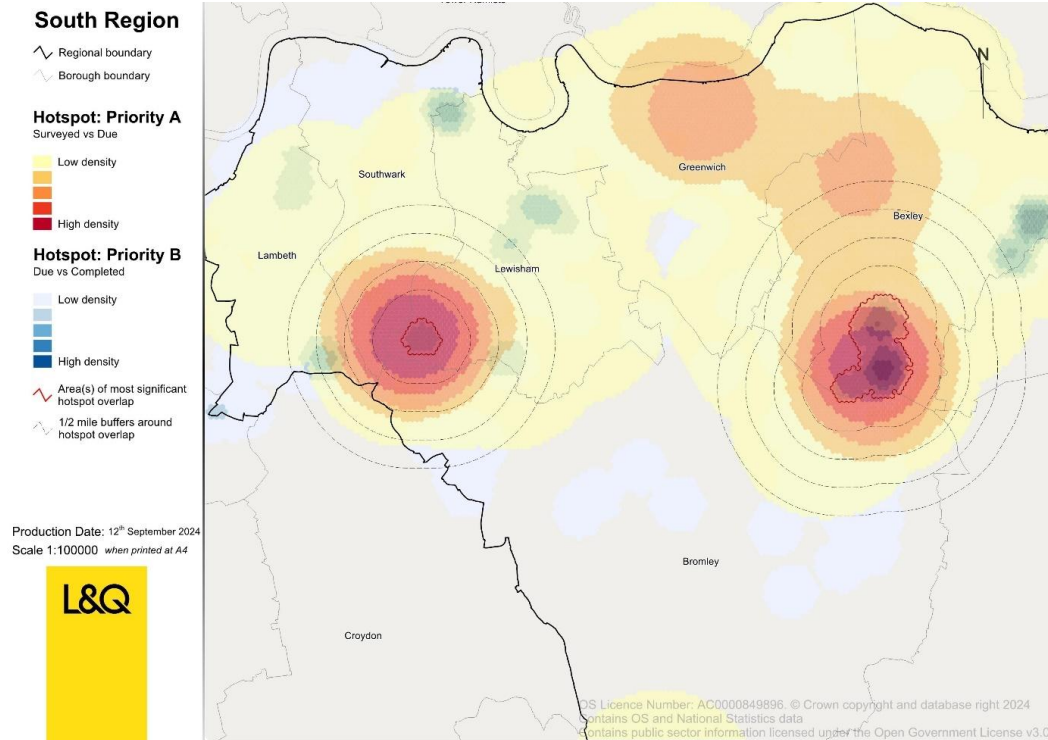 South Region
Regional boundary
Borough boundary
Hotspot: Priority A
Surveyed vs Due
Low density
High density
Hotspot: Priority B
Due vs Completed
Low density
High density
Area(s) of most significant
hotspot overlap
1/2 mile buffers around
hotspot overlap
Production Date: 12th September 2024
Scale 1:100000 when printed at A4
L&Q
N
Greenwich
Southwark
Bexley
Lambeth
Lewisham
Bromley
Croydon
OS Licence Number: AC0000849896. © Crown copyright and database right 2024
Contains OS and National Statistics data
Contains public sector information licensed under the Open Government License v3.0